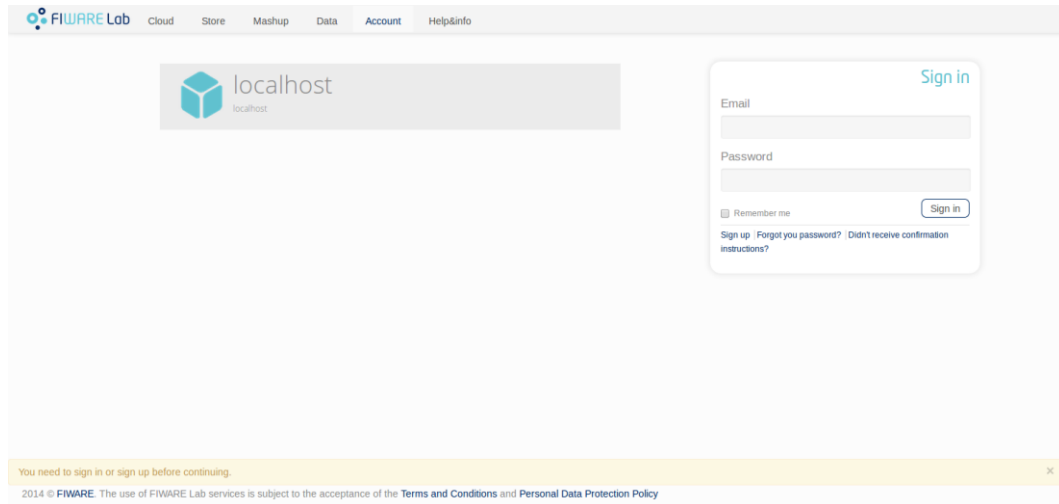 FIWARE Lab Cloud Store Mashup Data Account Help&info
localhost
localhost
Sign in
Email
Password
Remember me
Sign in
Sign up | Forgot you password? | Didn't receive confirmation
instructions?
You need to sign in or sign up before continuing. ×
2014 © FIWARE. The use of FIWARE Lab services is subject to the acceptance of the Terms and Conditions and Personal Data Protection Policy